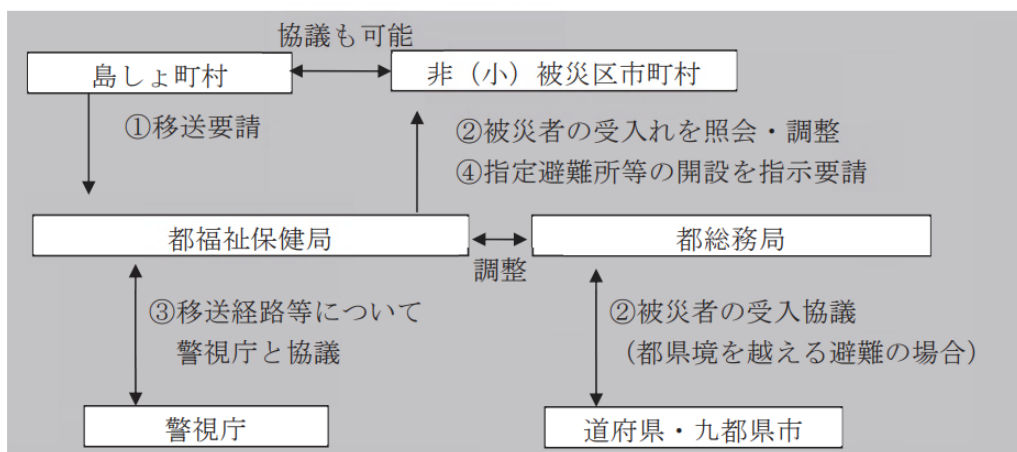 協議も可能
島しょ町村
非（小）被災区市町村
①移送要請
②被災者の受入れを照会・調整
④指定避難所等の開設を指示要請
都福祉保健局
都総務局
調整
③移送経路等について
警視庁と協議
②被災者の受入協議
（都県境を越える避難の場合）
警視庁
道府県・九都県市